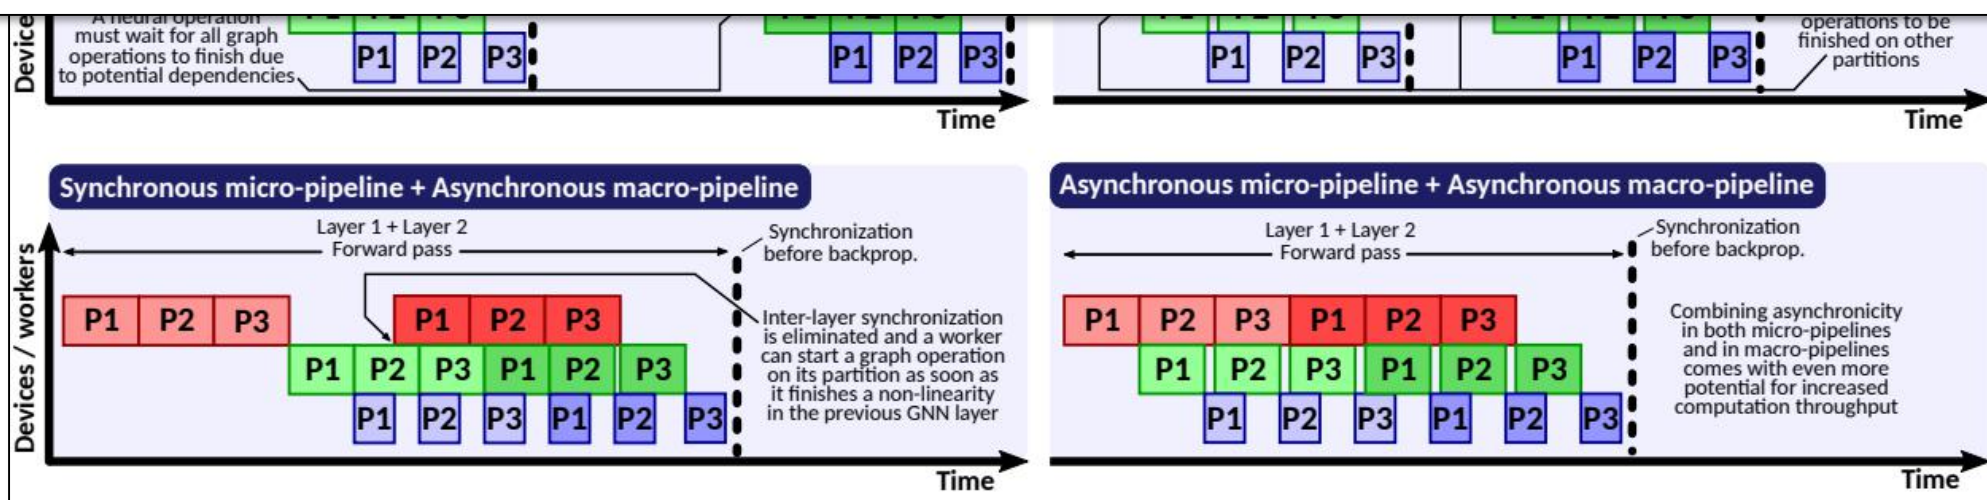 A neural operation
must wait for all graph
operations to finish due
to potential dependencies
P1 P2 P3
P1 P2 P3
Time
P1 P2 P3
P1 P2 P3
operations to be
finished on other
partitions
Time
Synchronous micro-pipeline + Asynchronous macro-pipeline
Devices / workers
Layer 1 + Layer 2
Forward pass
Synchronization
before backprop.
P1 P2 P3 P1 P2 P3
P1 P2 P3 P1 P2 P3
P1 P2 P3 P1 P2 P3
Inter-layer synchronization
is eliminated and a worker
can start a graph operation
on its partition as soon as
it finishes a non-linearity
in the previous GNN layer
Time
Asynchronous micro-pipeline + Asynchronous macro-pipeline
Layer 1 + Layer 2
Forward pass
Synchronization
before backprop.
P1 P2 P3 P1 P2 P3
P1 P2 P3 P1 P2 P3
P1 P2 P3 P1 P2 P3
Combining asynchronicity
in both micro-pipelines
and in macro-pipelines
comes with even more
potential for increased
computation throughput
Time